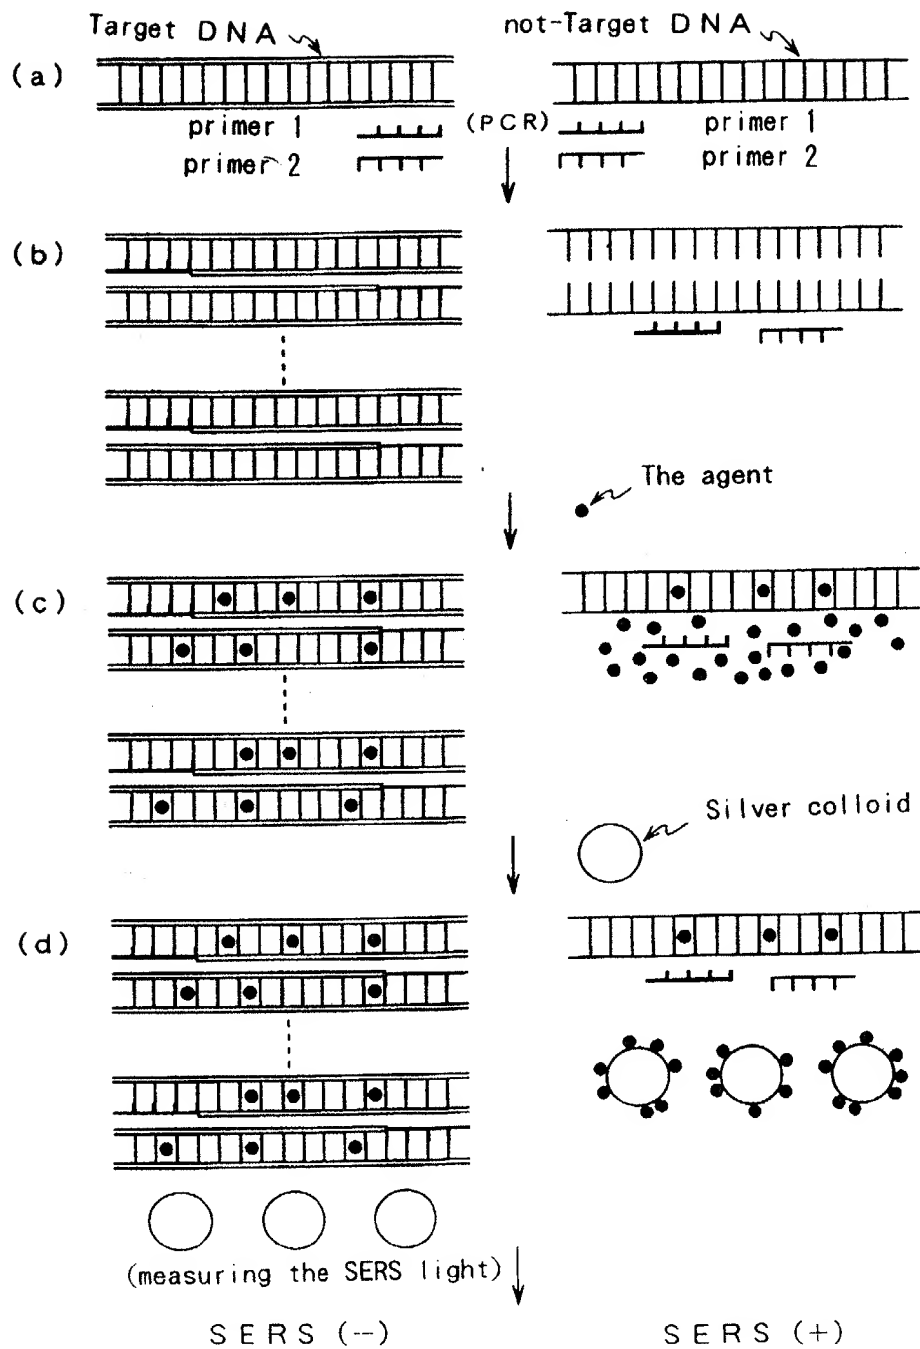 Target DNA
not-Target DNA
(a)
primer 1
(PCR)
primer 1
primer 2
primer 2
(b)
The agent
(c)
Silver colloid
(d)
(measuring the SERS light)
SERS (−)
SERS (+)